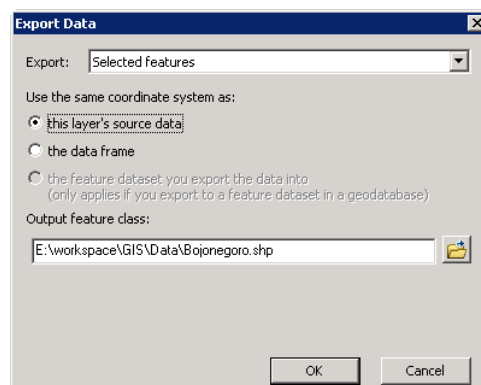 Export Data
Export: Selected features
Use the same coordinate system as:
this layer's source data
the data frame
the feature dataset you export the data into
(only applies if you export to a feature dataset in a geodatabase)
Output feature class:
E:\workspace\GIS\Data\Bojonegoro.shp
OK Cancel